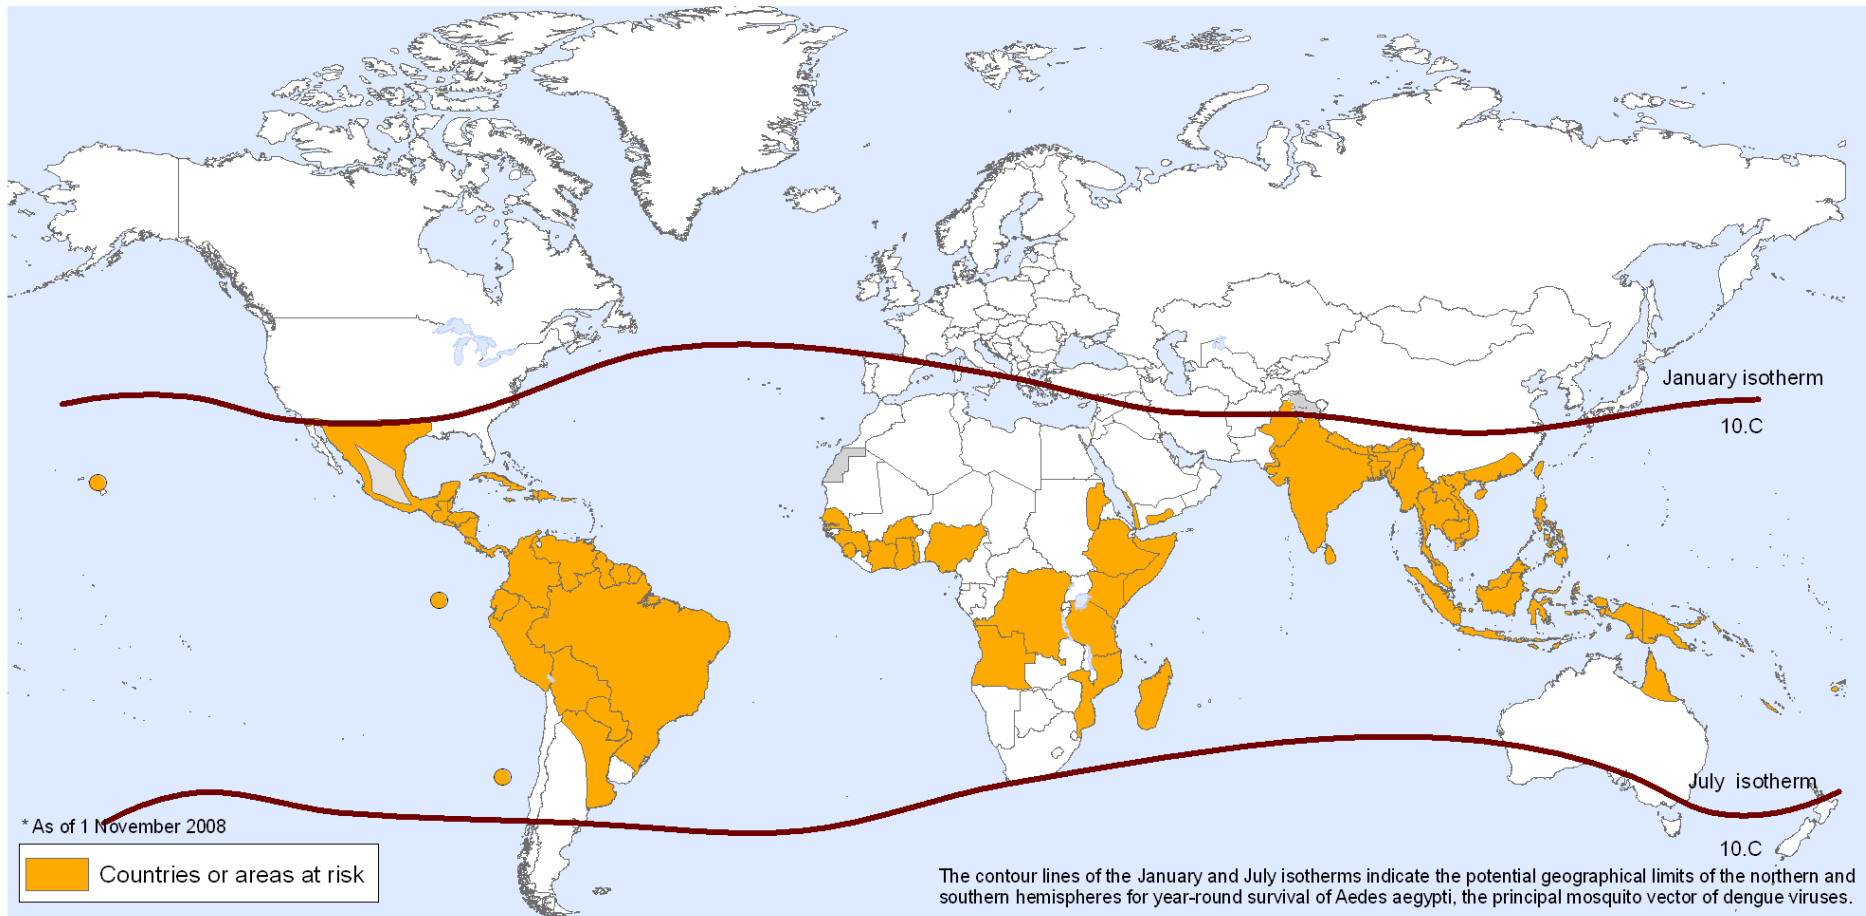 January isotherm
10.C
July isotherm
* As of 1 November 2008
10.C
Countries or areas at risk
The contour lines of the January and July isotherms indicate the potential geographical limits of the northern and
southern hemispheres for year-round survival of Aedes aegypti, the principal mosquito vector of dengue viruses.